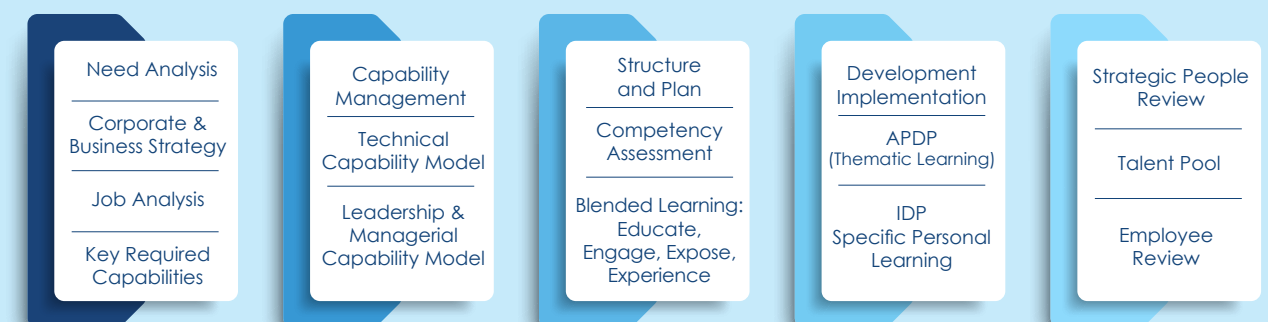 Need Analysis
Corporate &
Business Strategy
Job Analysis
Key Required
Capabilities
Capability
Management
Technical
Capability Model
Leadership &
Managerial
Capability Model
Structure
and Plan
Competency
Assessment
Blended Learning:
Educate,
Engage, Expose,
Experience
Development
Implementation
APDP
(Thematic Learning)
IDP
Specific Personal
Learning
Strategic People
Review
Talent Pool
Employee
Review